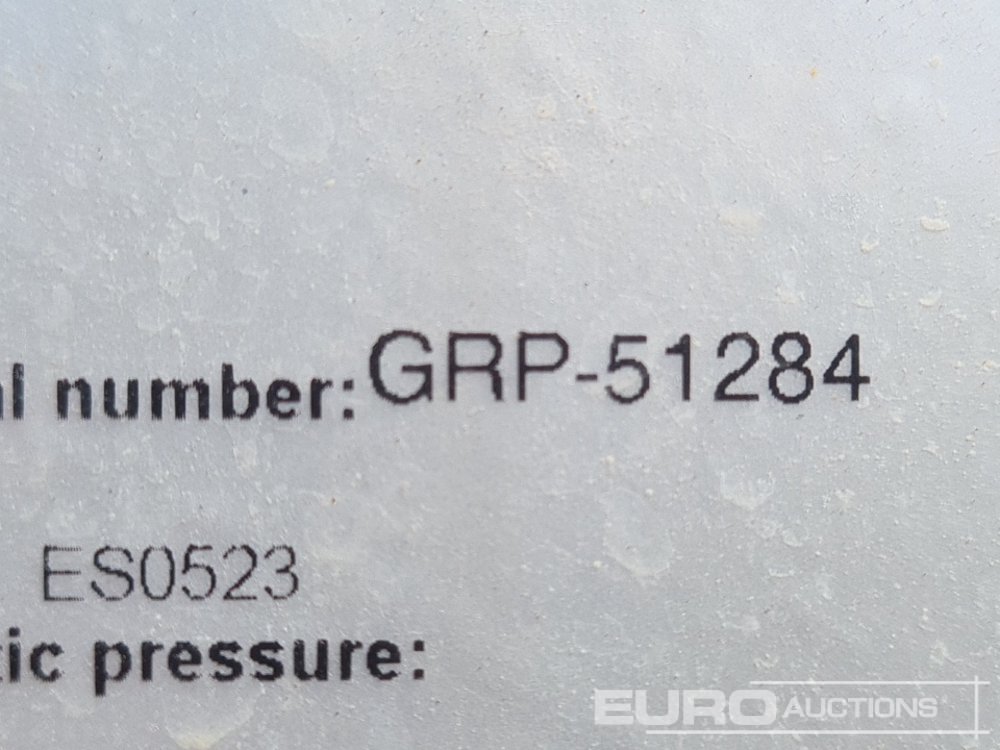 al number: GRP-51284
ES0523
tic pressure:
EURO AUCTIONS